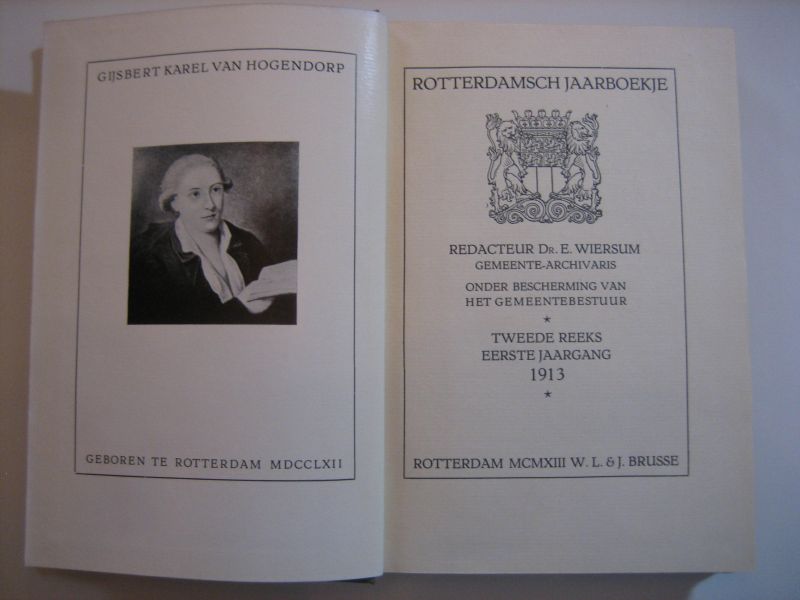 GIJSBERT KAREL VAN HOGENDORP
GEBOREN TE ROTTERDAM MDCCLXII
ROTTERDAMSCH JAARBOEKJE
REDACTEUR DR. E. WIERSUM
GEMEENTE-ARCHIVARIS
ONDER BESCHERMING VAN
HET GEMEENTEBESTUUR
*
TWEEDE REEKS
EERSTE JAARGANG
1913
*
ROTTERDAM MCMXIII W. L. & J. BRUSSE